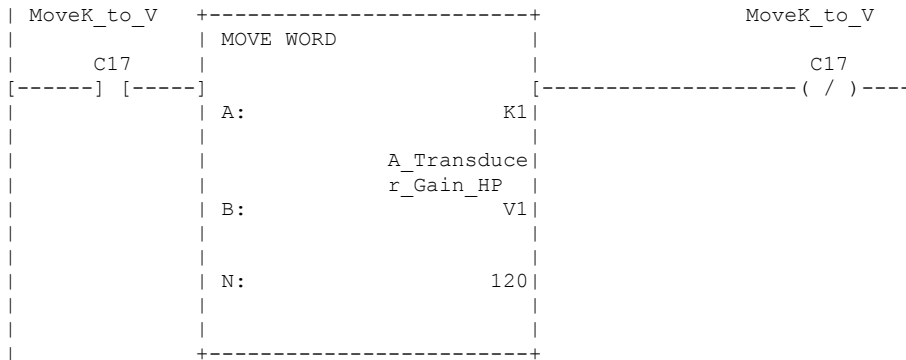 | MoveK_to_V   +---------------------------+                 MoveK_to_V
|              | MOVE WORD                 |
|      C17     |                           |                      C17
[------] [-----]                           [---------------------( / )----
|              | A:                      K1|
|              |                           |
|              |               A_Transduce|
|              |               r_Gain_HP  |
|              | B:                      V1|
|              |                           |
|              |                           |
|              | N:                     120|
|              |                           |
|              |                           |
|              +---------------------------+